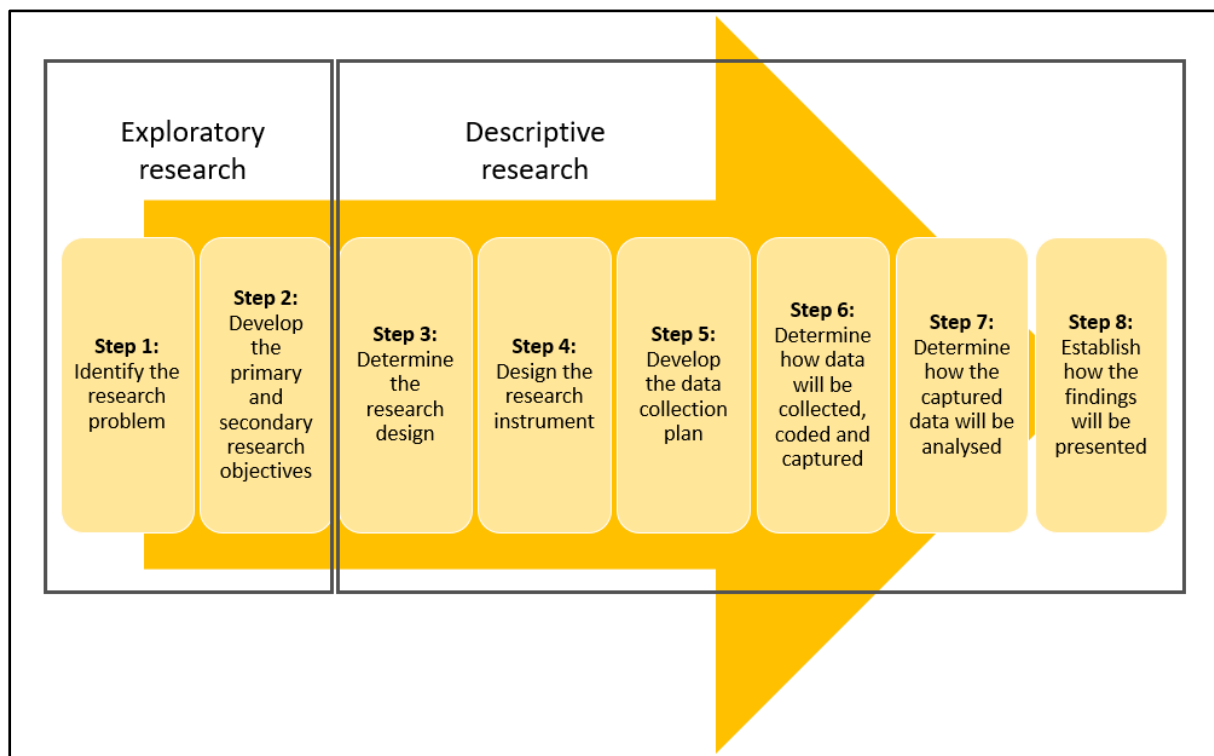 Exploratory
research
Descriptive
research
Step 1:
Identify the
research
problem
Step 2:
Develop
the
primary
and
secondary
research
objectives
Step 3:
Determine
the
research
design
Step 4:
Design the
research
instrument
Step 5:
Develop
the data
collection
plan
Step 6:
Determine
how data
will be
collected,
coded and
captured
Step 7:
Determine
how the
captured
data will be
analysed
Step 8:
Establish
how the
findings
will be
presented